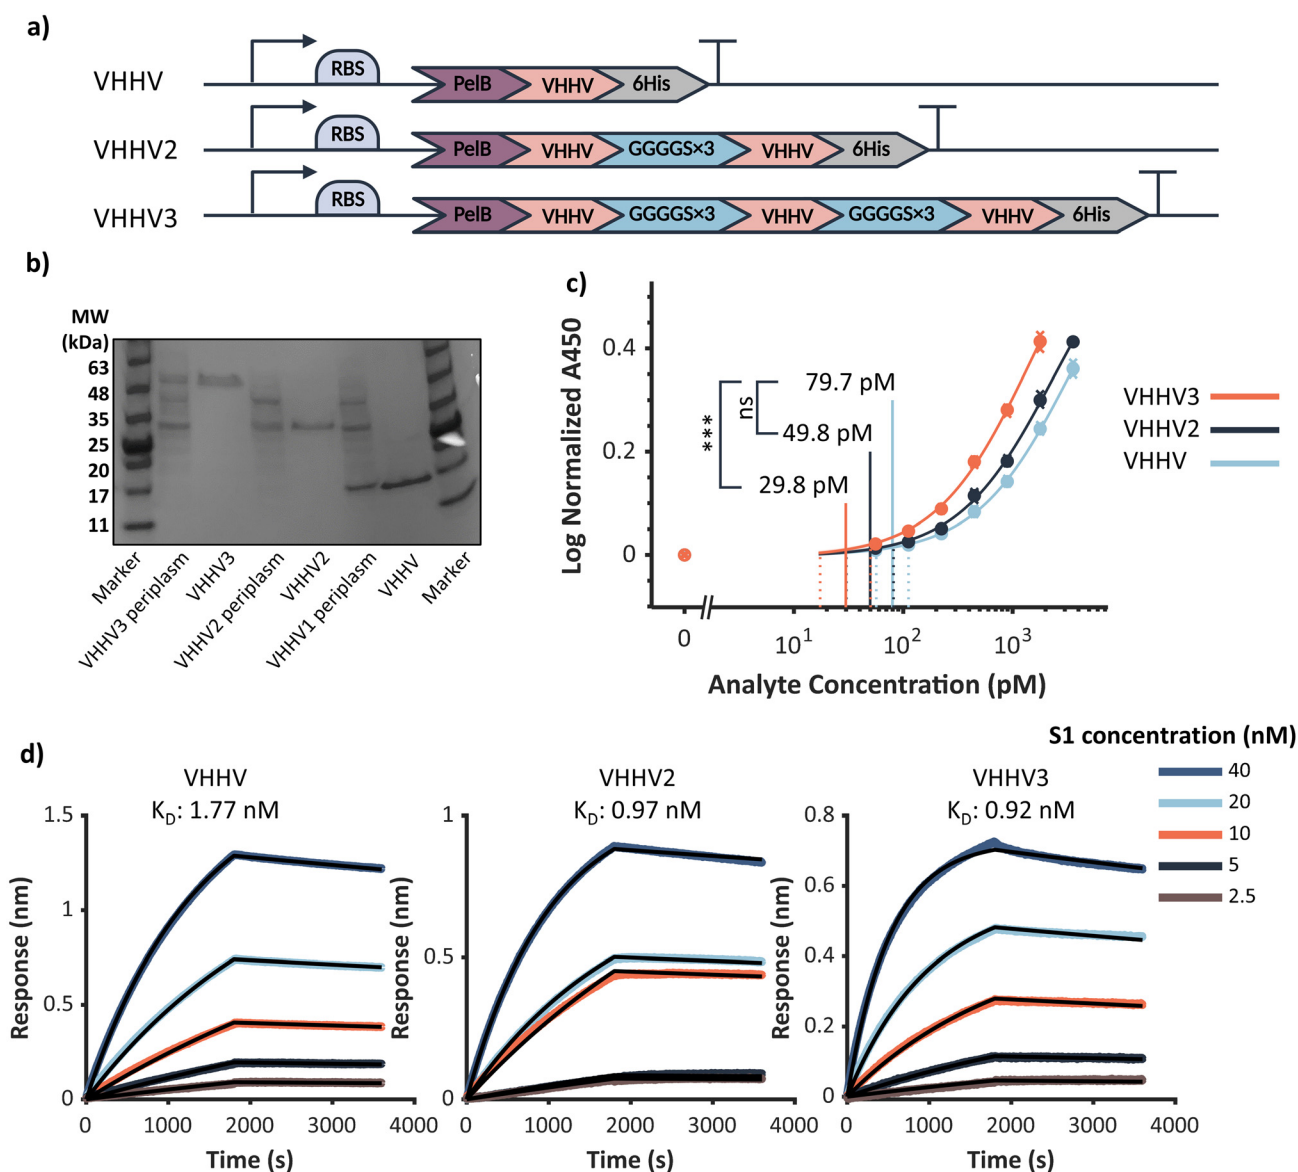 a)
VHHV
RBS
PelB
VHHV
6His
VHHV2
RBS
PelB
VHHV
GGGGS×3
VHHV
6His
VHHV3
RBS
PelB
VHHV
GGGGS×3
VHHV
GGGGS×3
VHHV
6His
b)
MW
(kDa)
63
48
35
25
20
17
11
Marker
VHHV3 periplasm
VHHV3
VHHV2 periplasm
VHHV2
VHHV1 periplasm
VHHV
Marker
c)
Log Normalized A450
0.4
0.2
0
***
ns
79.7 pM
49.8 pM
29.8 pM
0
10¹
10²
10³
Analyte Concentration (pM)
VHHV3
VHHV2
VHHV
d)
VHHV
K_D: 1.77 nM
Response (nm)
1.5
1
0.5
0
0 1000 2000 3000 4000
Time (s)
VHHV2
K_D: 0.97 nM
Response (nm)
1
0.5
0
0 1000 2000 3000 4000
Time (s)
VHHV3
K_D: 0.92 nM
Response (nm)
0.8
0.6
0.4
0.2
0
0 1000 2000 3000 4000
Time (s)
S1 concentration (nM)
40
20
10
5
2.5